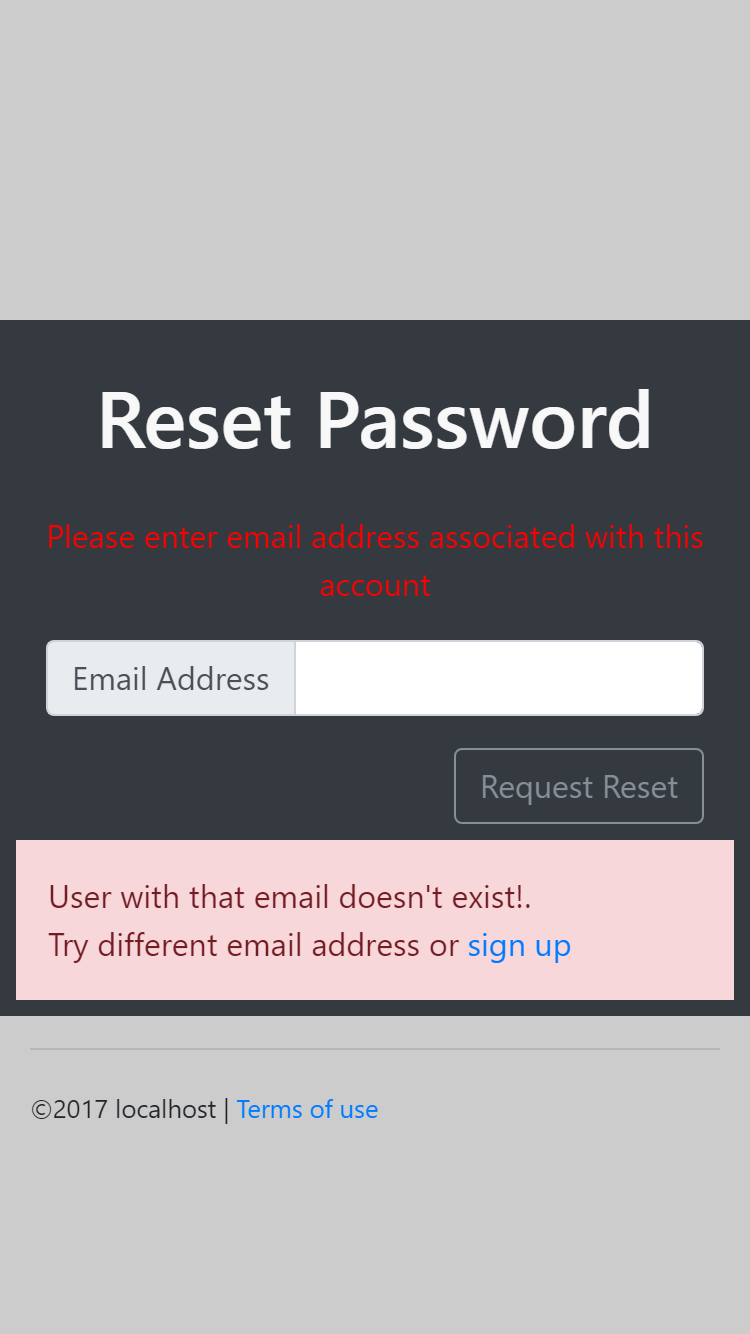 Reset Password
Please enter email address associated with this
account
Email Address
Request Reset
User with that email doesn't exist!.
Try different email address or sign up
©2017 localhost | Terms of use